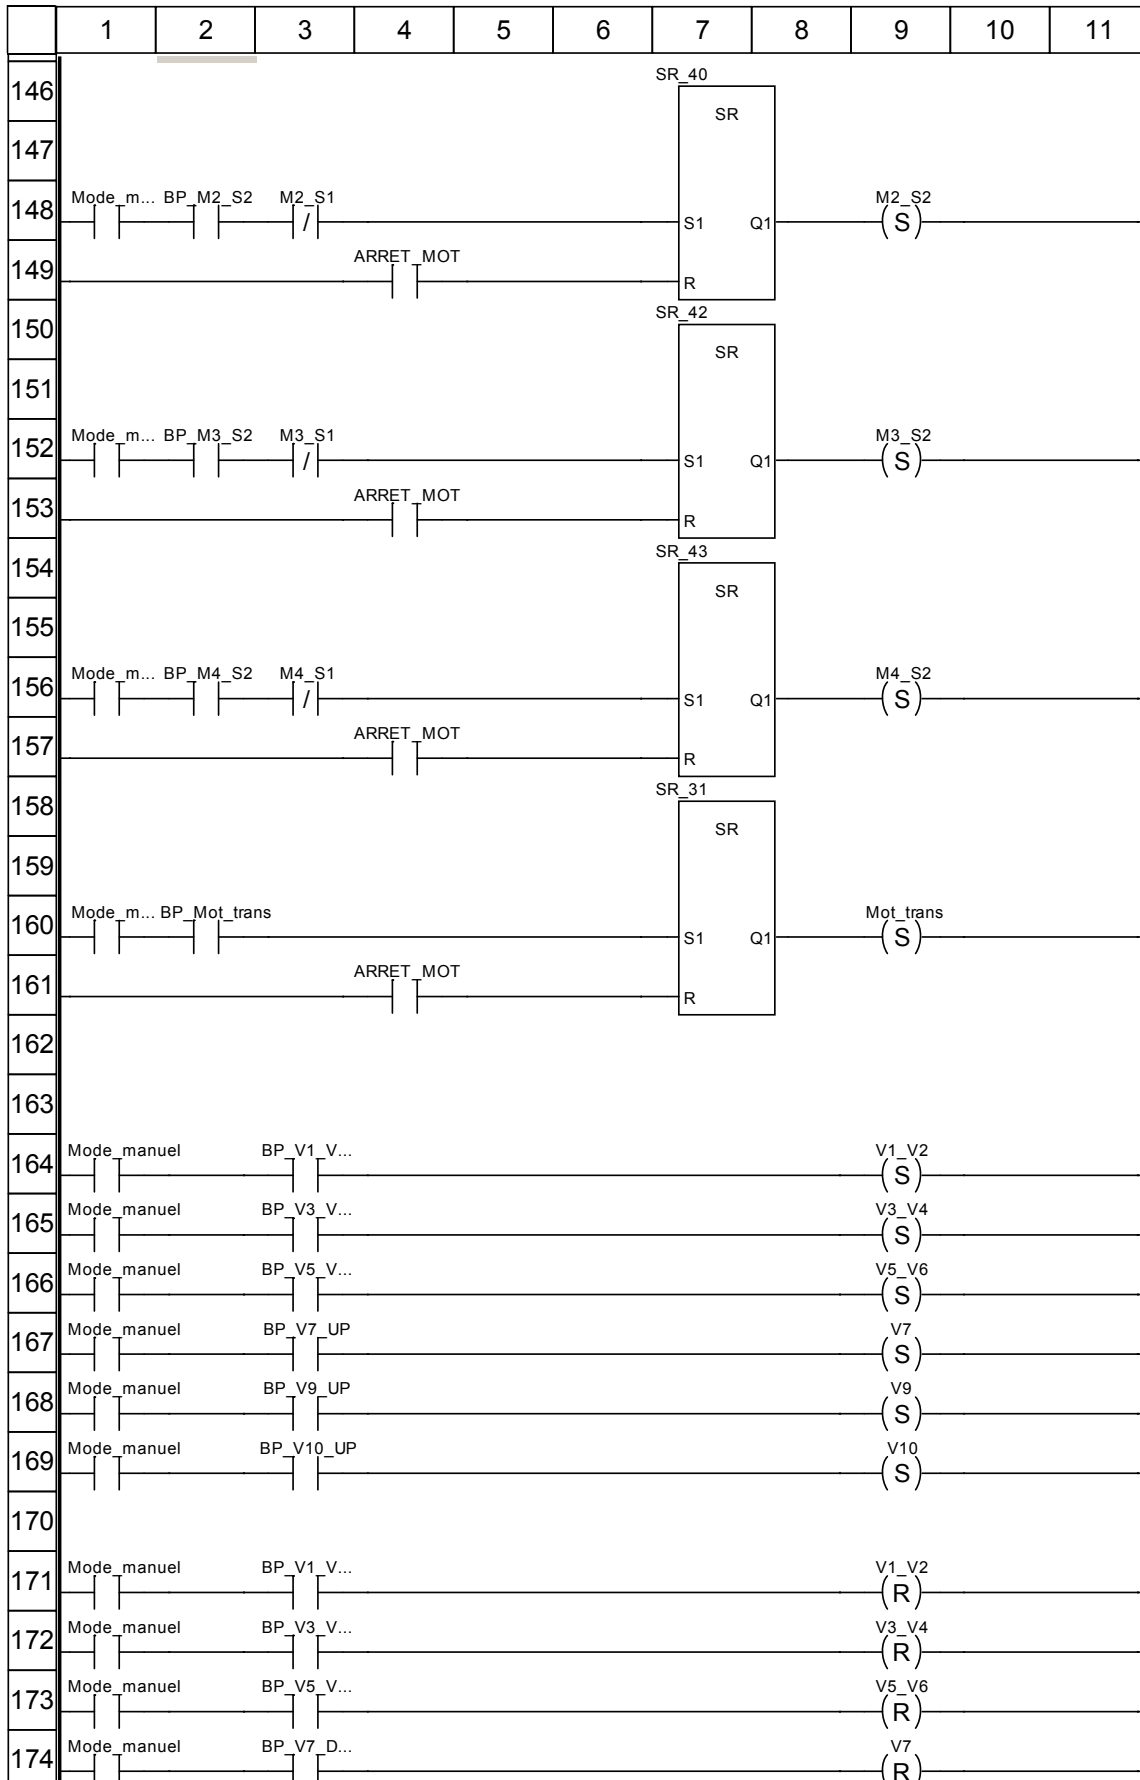 1 2 3 4 5 6 7 8 9 10 11
146 SR_40
SR
147
Mode_m... BP_M2_S2 M2_S1 M2_S2
148 / S1 Q1 S
ARRET_MOT
149 R
150 SR_42
SR
151
Mode_m... BP_M3_S2 M3_S1 M3_S2
152 / S1 Q1 S
ARRET_MOT
153 R
154 SR_43
SR
155
Mode_m... BP_M4_S2 M4_S1 M4_S2
156 / S1 Q1 S
ARRET_MOT
157 R
158 SR_31
SR
159
Mode_m... BP_Mot_trans Mot_trans
160 S1 Q1 S
ARRET_MOT
161 R
162
163
Mode_manuel BP_V1_V... V1_V2
164 S
Mode_manuel BP_V3_V... V3_V4
165 S
Mode_manuel BP_V5_V... V5_V6
166 S
Mode_manuel BP_V7_UP V7
167 S
Mode_manuel BP_V9_UP V9
168 S
Mode_manuel BP_V10_UP V10
169 S
170
Mode_manuel BP_V1_V... V1_V2
171 R
Mode_manuel BP_V3_V... V3_V4
172 R
Mode_manuel BP_V5_V... V5_V6
173 R
Mode_manuel BP_V7_D... V7
174 R